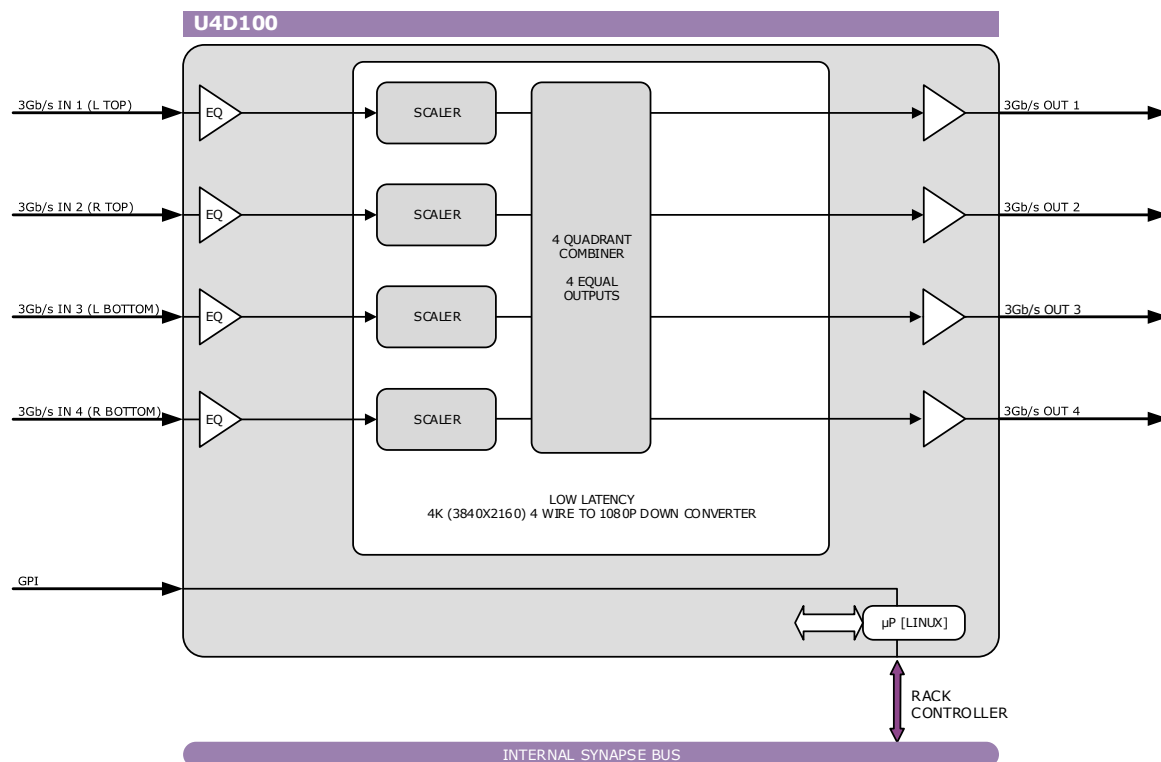 U4D100
3Gb/s IN 1 (L TOP)
EQ
SCALER
3Gb/s OUT 1
3Gb/s IN 2 (R TOP)
EQ
SCALER
3Gb/s OUT 2
4 QUADRANT
COMBINER
4 EQUAL
OUTPUTS
3Gb/s IN 3 (L BOTTOM)
EQ
SCALER
3Gb/s OUT 3
3Gb/s IN 4 (R BOTTOM)
EQ
SCALER
3Gb/s OUT 4
LOW LATENCY
4K (3840X2160) 4 WIRE TO 1080P DOWN CONVERTER
GPI
µP [LINUX]
RACK
CONTROLLER
INTERNAL SYNAPSE BUS